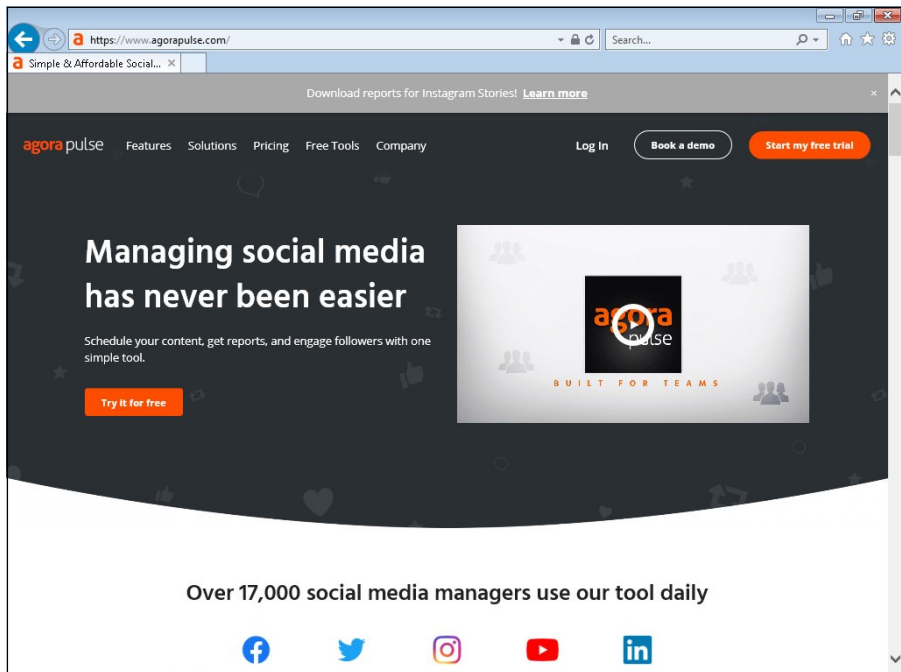 https://www.agorapulse.com/
Search...
Simple & Affordable Social...
Download reports for Instagram Stories! Learn more
agorapulse Features Solutions Pricing Free Tools Company Log In Book a demo Start my free trial
Managing social media
has never been easier
Schedule your content, get reports, and engage followers with one
simple tool.
Try it for free
agora
pulse
BUILT FOR TEAMS
Over 17,000 social media managers use our tool daily
in